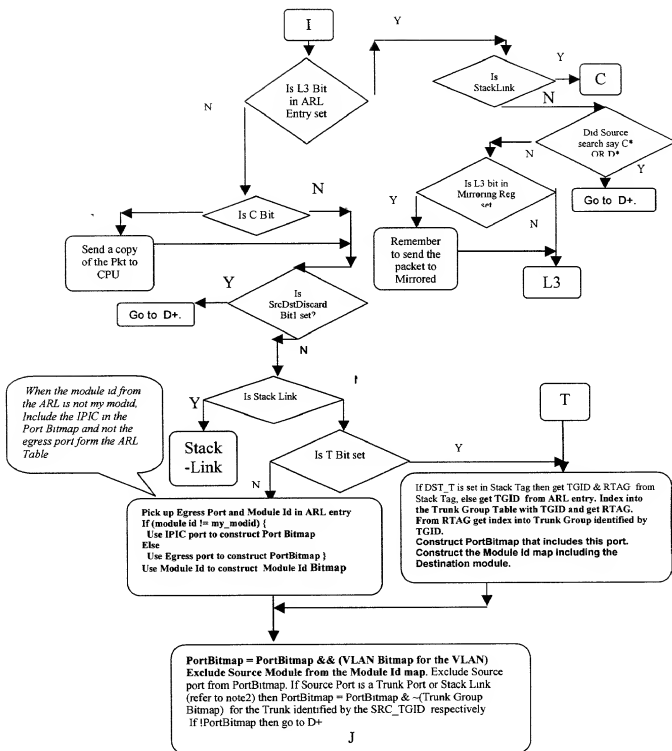 I
Y
Is L3 Bit
in ARL
Entry set
Is
StackLink
Y
C
N
N
Did Source
search say C*
OR D*
N
Y
Is L3 bit in
Mirroring Reg
set
Go to D+.
Y
N
N
Is C Bit
Send a copy
of the Pkt to
CPU
Remember
to send the
packet to
Mirrored
L3
Y
Is
SrcDstDiscard
Bit1 set?
Go to D+.
N
When the module id from
the ARL is not my modid,
Include the IPIC in the
Port Bitmap and not the
egress port form the ARL
Table
Is Stack Link
Y
T
Stack
-Link
Is T Bit set
Y
N
Pick up Egress Port and Module Id in ARL entry
If (module id != my_modid) {
Use IPIC port to construct Port Bitmap
Else
Use Egress port to construct PortBitmap }
Use Module Id to construct Module Id Bitmap
If DST_T is set in Stack Tag then get TGID & RTAG from
Stack Tag, else get TGID from ARL entry. Index into
the Trunk Group Table with TGID and get RTAG.
From RTAG get index into Trunk Group identified by
TGID.
Construct PortBitmap that includes this port.
Construct the Module Id map including the
Destination module.
PortBitmap = PortBitmap && (VLAN Bitmap for the VLAN)
Exclude Source Module from the Module Id map. Exclude Source
port from PortBitmap. If Source Port is a Trunk Port or Stack Link
(refer to note2) then PortBitmap = PortBitmap & ~(Trunk Group
Bitmap) for the Trunk identified by the SRC_TGID respectively
If !PortBitmap then go to D+
J